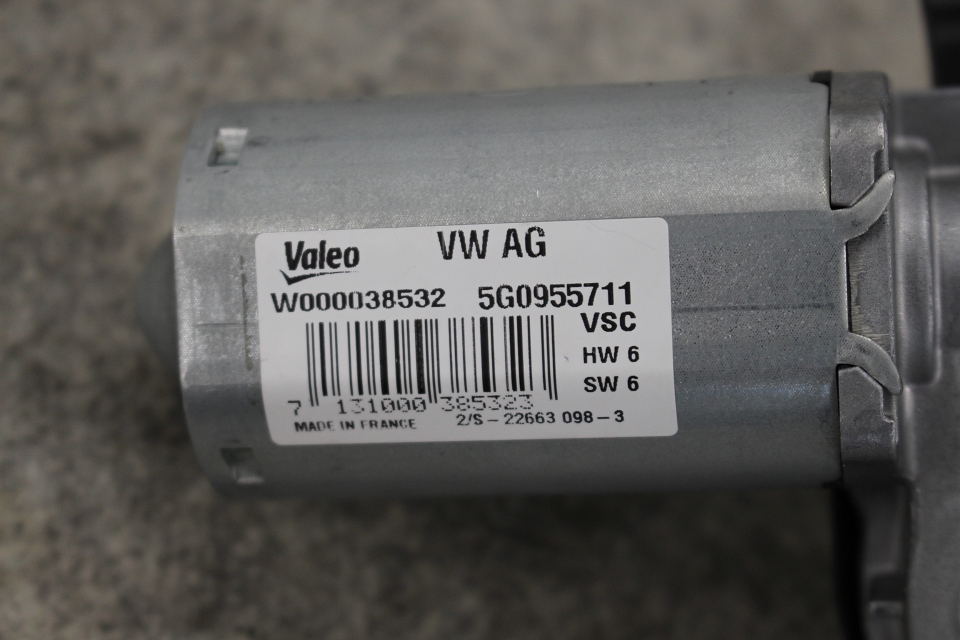 Valeo VW AG
W000038532 5G0955711
VSC
HW 6
SW 6
7 131000 385323
MADE IN FRANCE 2/S-22663 098-3